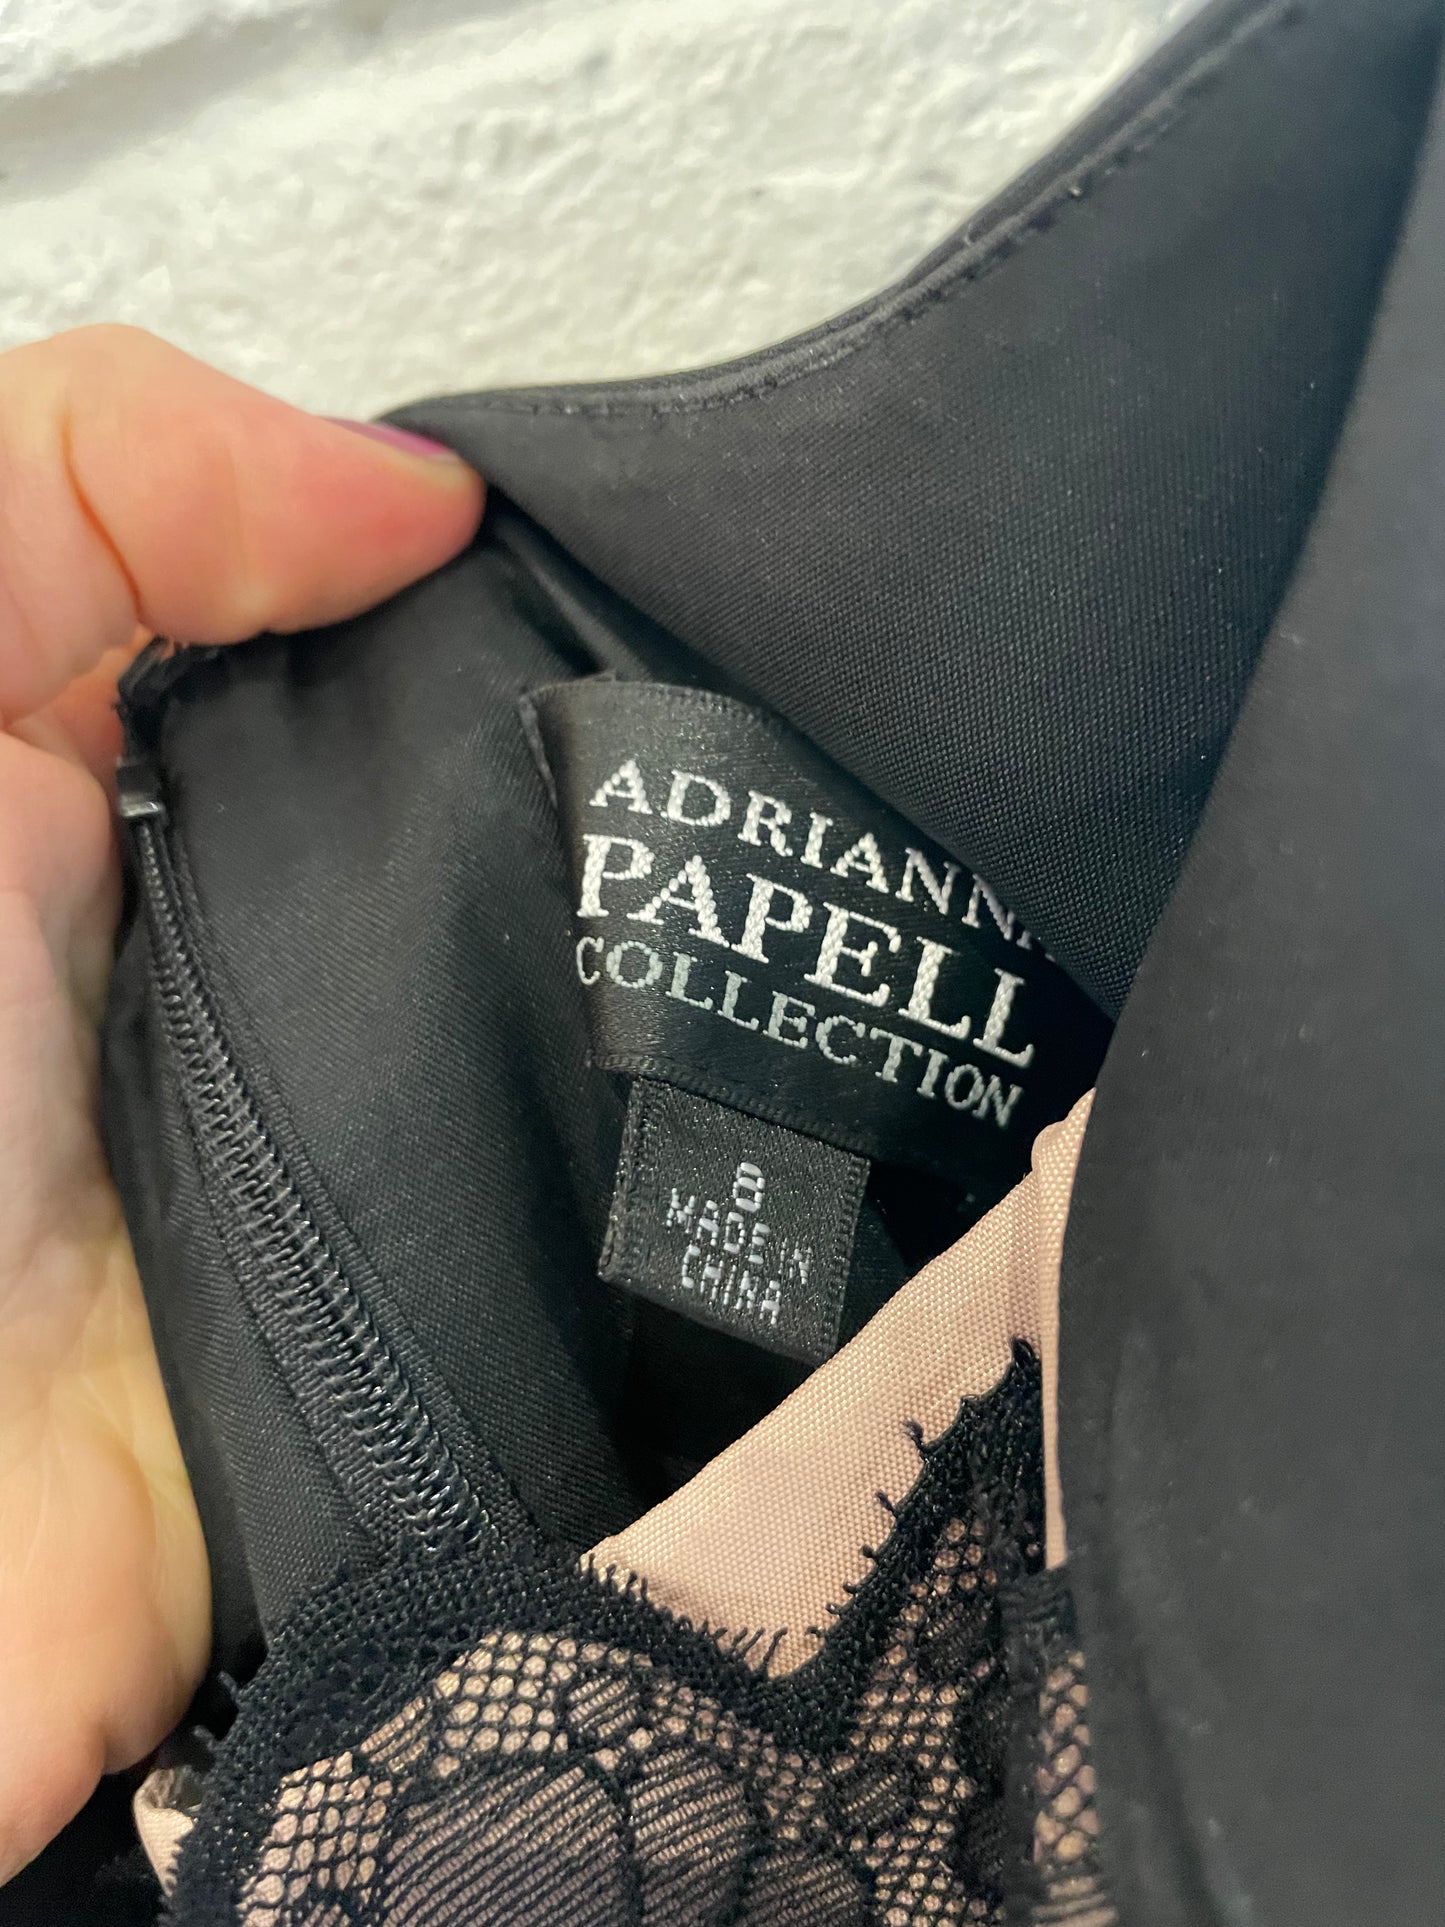 ADRIANNA
PAPELL
COLLECTION
8
MADE IN
CHINA